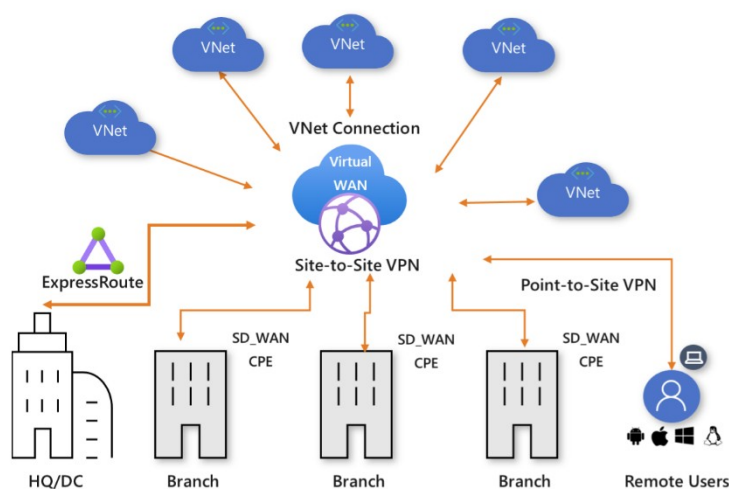 VNet
VNet
VNet
VNet
VNet Connection
Virtual
WAN
VNet
ExpressRoute
Site-to-Site VPN
Point-to-Site VPN
SD_WAN
CPE
SD_WAN
CPE
SD_WAN
CPE
HQ/DC
Branch
Branch
Branch
Remote Users